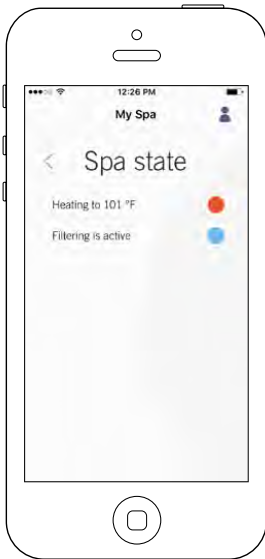 12:26 PM
My Spa
Spa state
Heating to 101 °F
Filtering is active